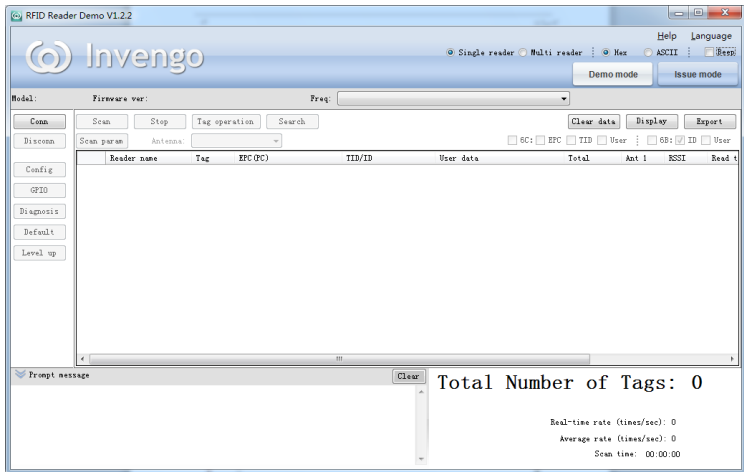 RFID Reader Demo V1.2.2
Help Language
Invengo
Single reader Multi reader Hex ASCII Beep
Demo mode Issue mode
Model: Firmware ver: Freq:
Conn Scan Stop Tag operation Search Clear data Display Export
Disconn Scan param Antenna: 6C: EPC TID User 6B: ID User
Reader name Tag EPC(PC) TID/ID User data Total Ant 1 RSSI Read t
Config
GPIO
Diagnosis
Default
Level up
Prompt message Clear
Total Number of Tags: 0
Real-time rate (times/sec): 0
Average rate (times/sec): 0
Scan time: 00:00:00